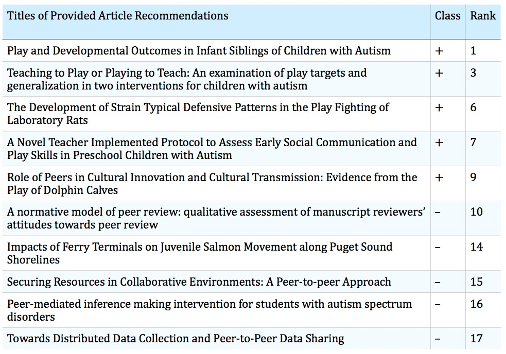 Titles of Provided Article Recommendations Class Rank
Play and Developmental Outcomes in Infant Siblings of Children with Autism + 1
Teaching to Play or Playing to Teach: An examination of play targets and
generalization in two interventions for children with autism + 3
The Development of Strain Typical Defensive Patterns in the Play Fighting of
Laboratory Rats + 6
A Novel Teacher Implemented Protocol to Assess Early Social Communication and
Play Skills in Preschool Children with Autism + 7
Role of Peers in Cultural Innovation and Cultural Transmission: Evidence from the
Play of Dolphin Calves + 9
A normative model of peer review: qualitative assessment of manuscript reviewers’
attitudes towards peer review – 10
Impacts of Ferry Terminals on Juvenile Salmon Movement along Puget Sound
Shorelines – 14
Securing Resources in Collaborative Environments: A Peer-to-peer Approach – 15
Peer-mediated inference making intervention for students with autism spectrum
disorders – 16
Towards Distributed Data Collection and Peer-to-Peer Data Sharing – 17